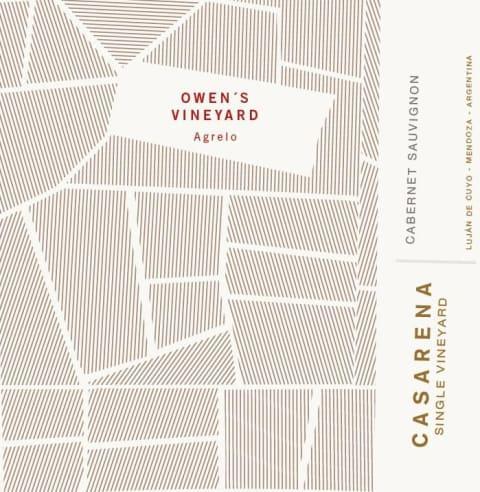 OWEN´S
VINEYARD
Agrelo
CABERNET SAUVIGNON
LUJÁN DE CUYO - MENDOZA - ARGENTINA
CASARENA
SINGLE VINEYARD